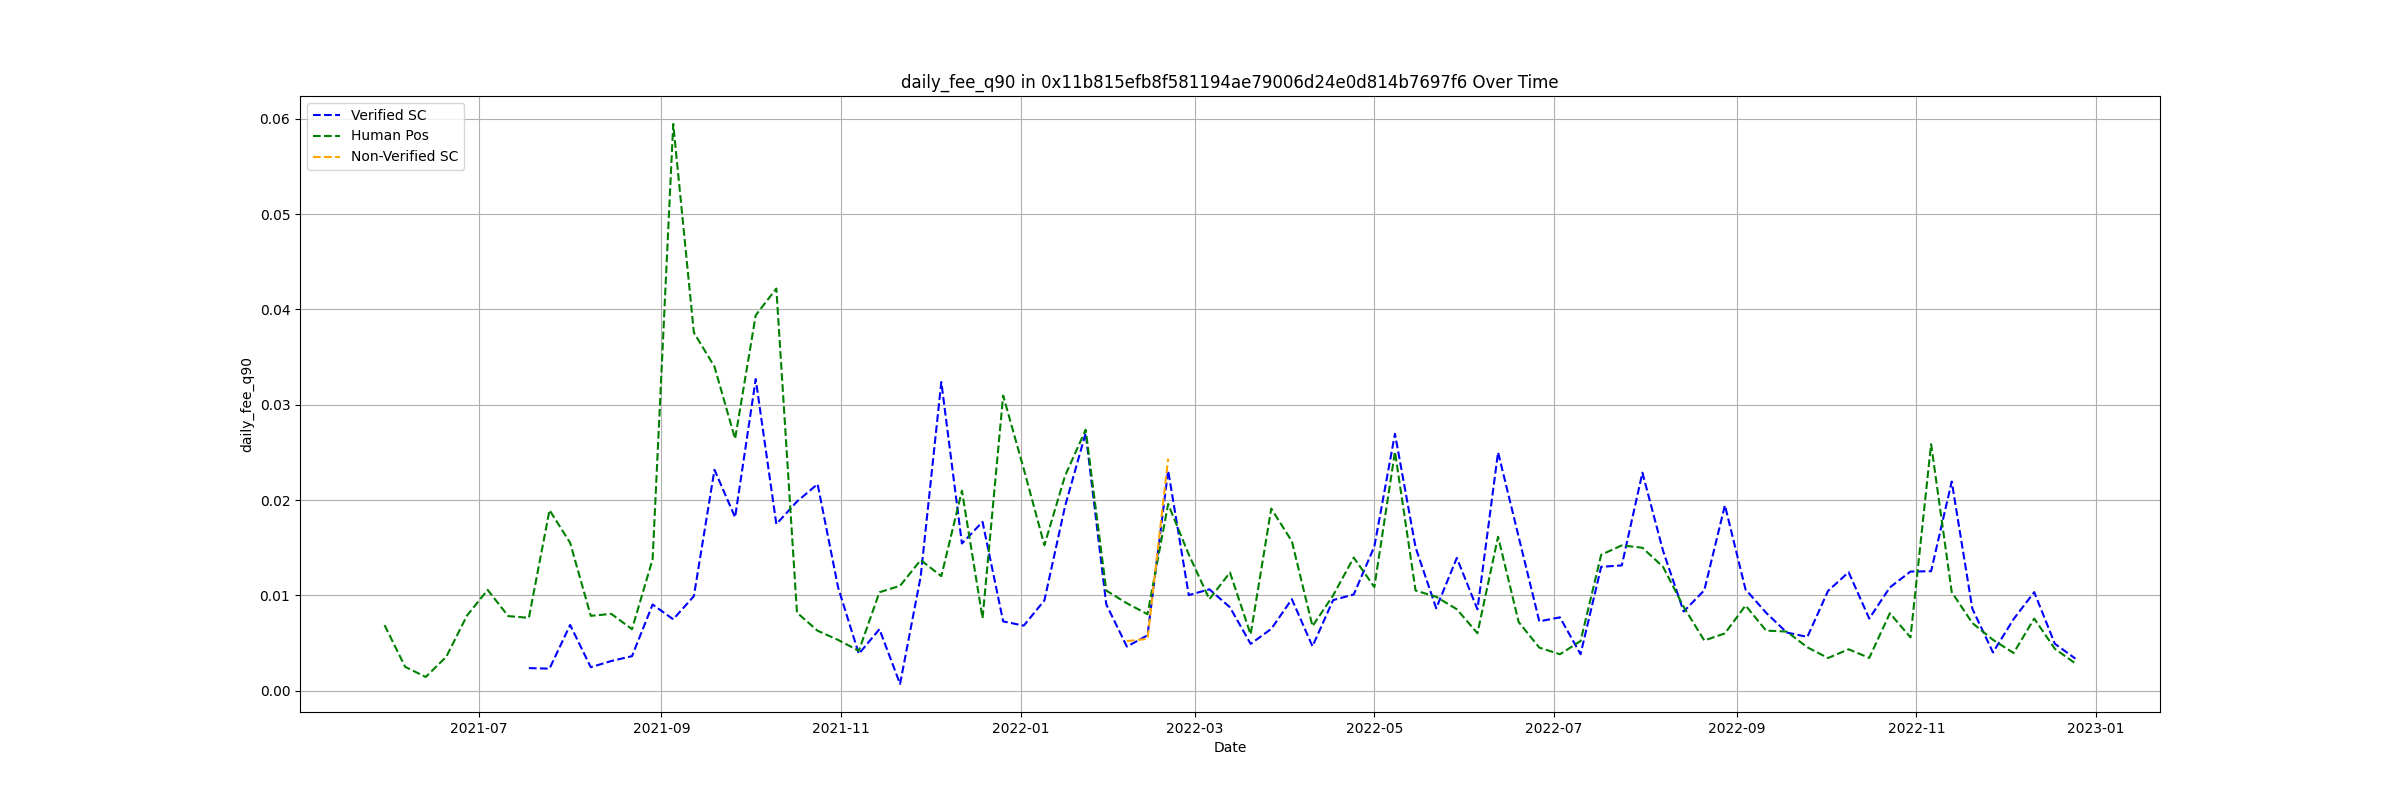 daily_fee_q90 in 0x11b815efb8f581194ae79006d24e0d814b7697f6 Over Time
Verified SC
Human Pos
Non-Verified SC
0.06
0.05
0.04
0.03
0.02
0.01
0.00
daily_fee_q90
2021-07
2021-09
2021-11
2022-01
2022-03
2022-05
2022-07
2022-09
2022-11
2023-01
Date